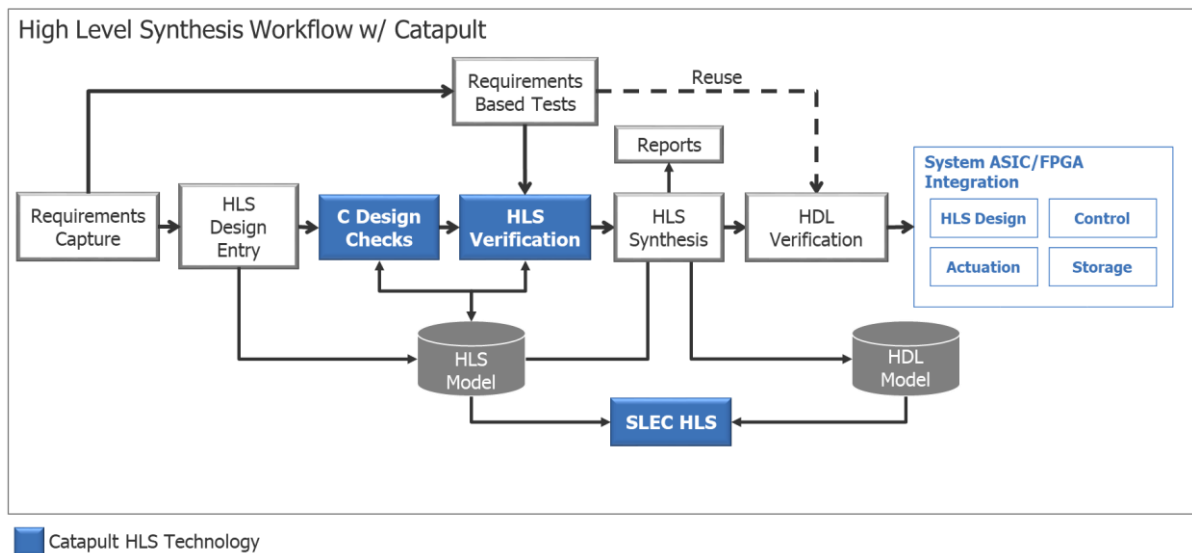 High Level Synthesis Workflow w/ Catapult
Requirements
Based Tests
Reuse
Reports
System ASIC/FPGA
Integration
HLS Design
Control
Actuation
Storage
Requirements
Capture
HLS
Design
Entry
C Design
Checks
HLS
Verification
HLS
Synthesis
HDL
Verification
HLS
Model
HDL
Model
SLEC HLS
Catapult HLS Technology